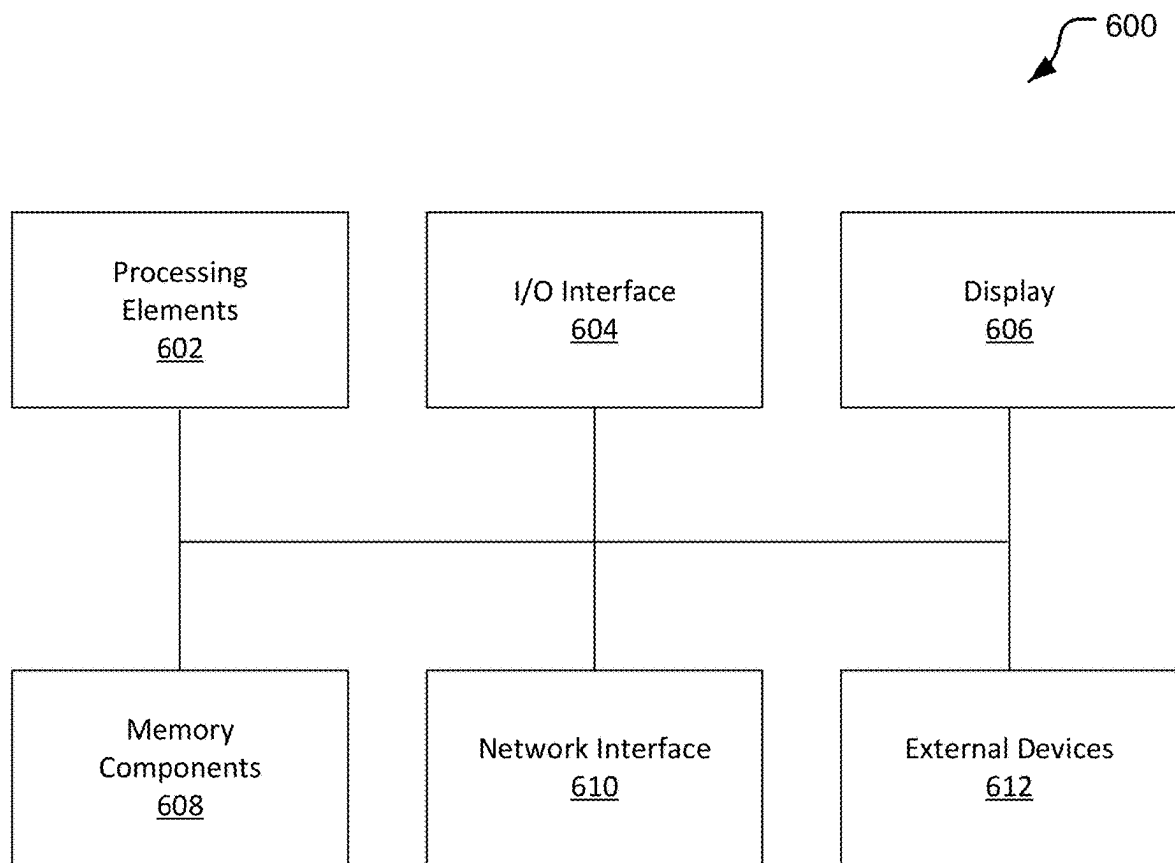 600
Processing
Elements
602
I/O Interface
604
Display
606
Memory
Components
608
Network Interface
610
External Devices
612